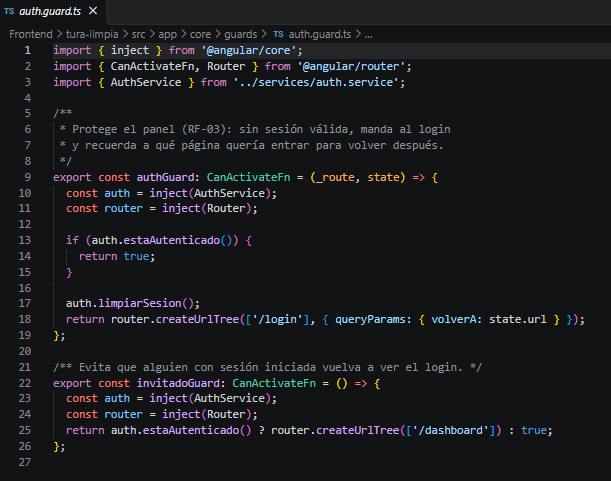 TS auth.guard.ts ×
Frontend > tura-limpia > src > app > core > guards > TS auth.guard.ts > ...
1 import { inject } from '@angular/core';
2 import { CanActivateFn, Router } from '@angular/router';
3 import { AuthService } from '../services/auth.service';
4
5 /**
6  * Protege el panel (RF-03): sin sesión válida, manda al login
7  * y recuerda a qué página quería entrar para volver después.
8  */
9 export const authGuard: CanActivateFn = (_route, state) => {
10   const auth = inject(AuthService);
11   const router = inject(Router);
12
13   if (auth.estaAutenticado()) {
14     return true;
15   }
16
17   auth.limpiarSesion();
18   return router.createUrlTree(['/login'], { queryParams: { volverA: state.url } });
19 };
20
21 /** Evita que alguien con sesión iniciada vuelva a ver el login. */
22 export const invitadoGuard: CanActivateFn = () => {
23   const auth = inject(AuthService);
24   const router = inject(Router);
25   return auth.estaAutenticado() ? router.createUrlTree(['/dashboard']) : true;
26 };
27